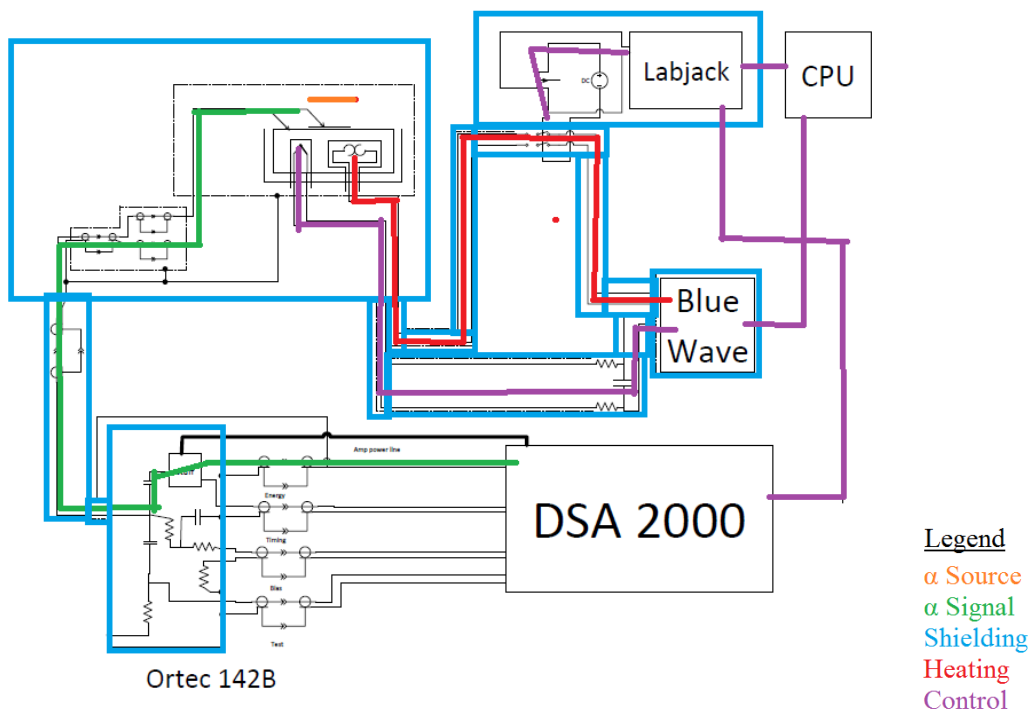 DC
Labjack
CPU
Blue
Wave
Amp power line
Energy
Timing
Bias
Test
DSA 2000
Ortec 142B
Legend
α Source
α Signal
Shielding
Heating
Control